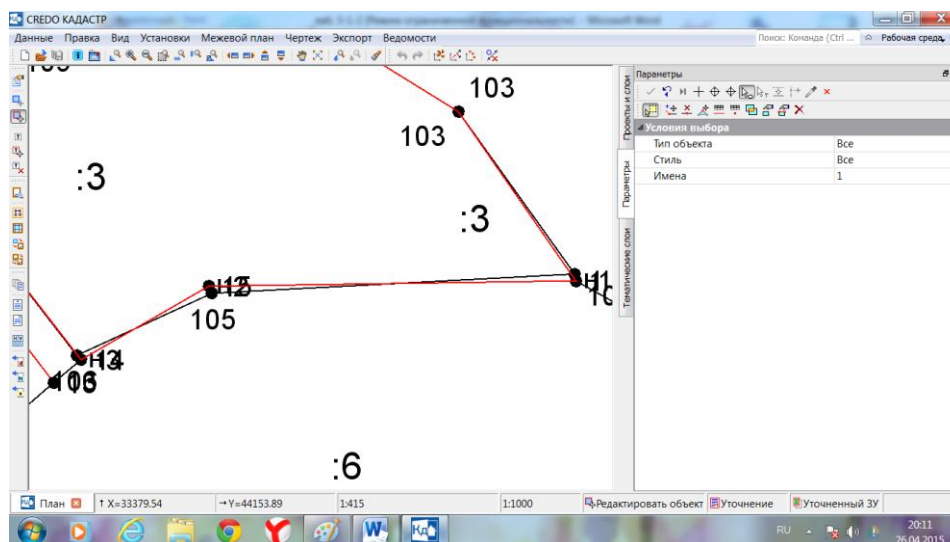 CREDO КАДАСТР
Данные Правка Вид Установки Межевой план Чертеж Экспорт Ведомости
Поиск: Команда (Ctrl ... Рабочая среда
103
103
:3
:3
105
:6
Параметры
Условия выбора
Тип объекта Все
Стиль Все
Имена 1
Проекты и слои
Параметры
Тематические слои
План
X=33379.54
Y=44153.89
1:415
1:1000
Редактировать объект
Уточнение
Уточненный ЗУ
RU
20:11
26.04.2015